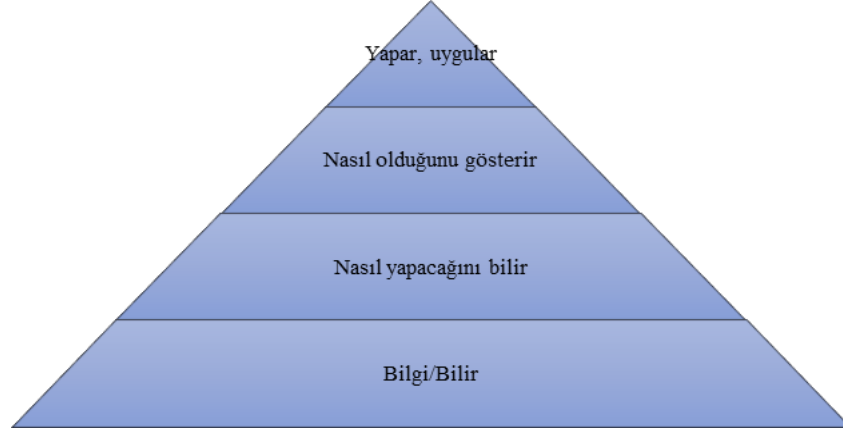 Yapar, uygular
Nasıl olduğunu gösterir
Nasıl yapacağını bilir
Bilgi/Bilir